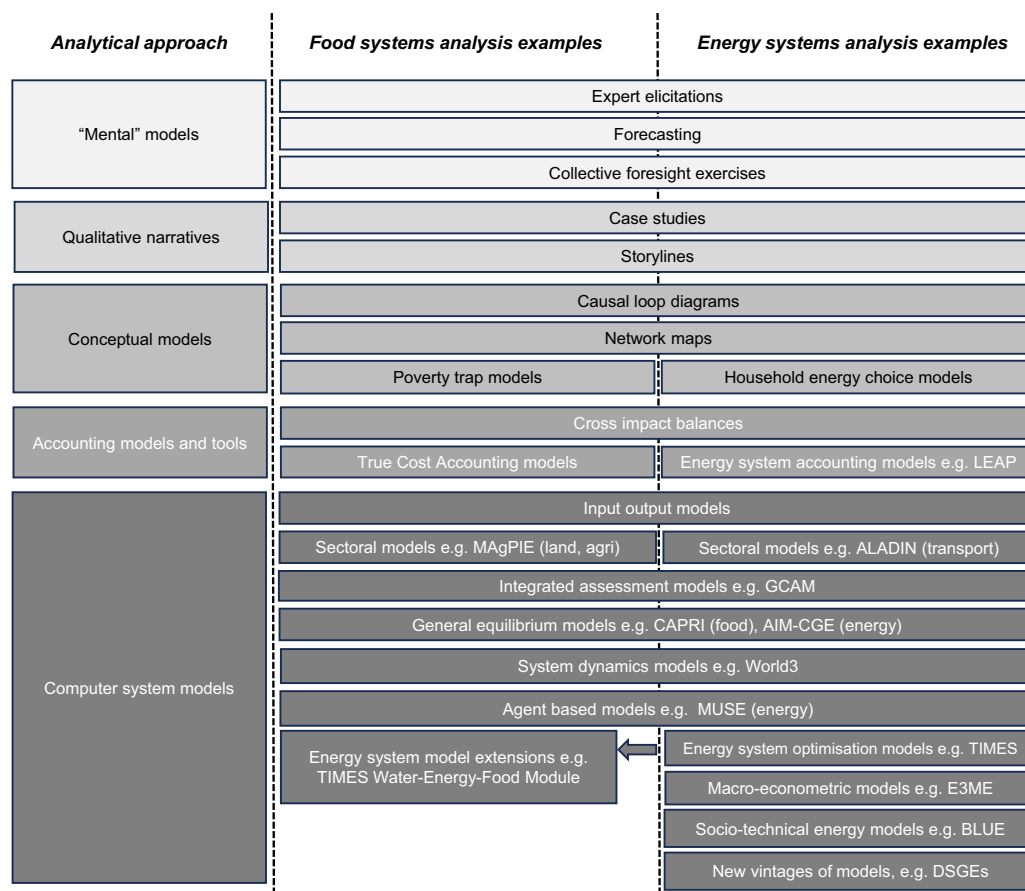 Analytical approach
Food systems analysis examples
Energy systems analysis examples
“Mental” models
Expert elicitations
Forecasting
Collective foresight exercises
Qualitative narratives
Case studies
Storylines
Conceptual models
Causal loop diagrams
Network maps
Poverty trap models
Household energy choice models
Accounting models and tools
Cross impact balances
True Cost Accounting models
Energy system accounting models e.g. LEAP
Computer system models
Input output models
Sectoral models e.g. MAgPIE (land, agri)
Sectoral models e.g. ALADIN (transport)
Integrated assessment models e.g. GCAM
General equilibrium models e.g. CAPRI (food), AIM-CGE (energy)
System dynamics models e.g. World3
Agent based models e.g. MUSE (energy)
Energy system model extensions e.g.
TIMES Water-Energy-Food Module
Energy system optimisation models e.g. TIMES
Macro-econometric models e.g. E3ME
Socio-technical energy models e.g. BLUE
New vintages of models, e.g. DSGEs